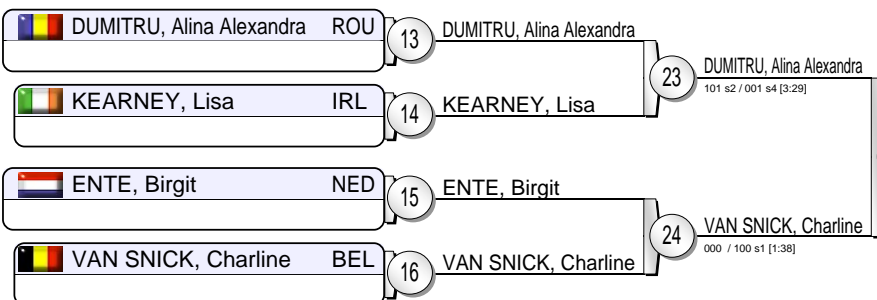 DUMITRU, Alina Alexandra ROU
13
DUMITRU, Alina Alexandra
23
DUMITRU, Alina Alexandra
101 s2 / 001 s4 [3:29]
KEARNEY, Lisa IRL
14
KEARNEY, Lisa
ENTE, Birgit NED
15
ENTE, Birgit
24
VAN SNICK, Charline
000 / 100 s1 [1:38]
VAN SNICK, Charline BEL
16
VAN SNICK, Charline